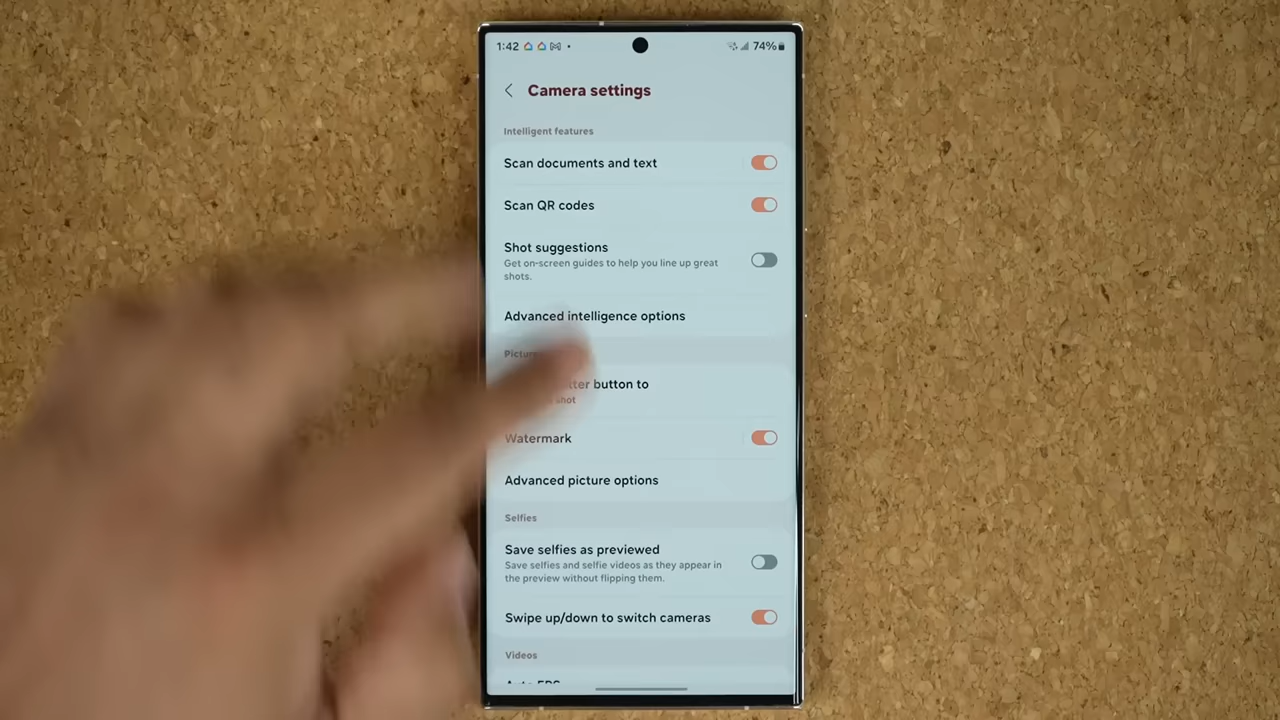 1:42 74%
Camera settings
Intelligent features
Scan documents and text
Scan QR codes
Shot suggestions
Get on-screen guides to help you line up great
shots.
Advanced intelligence options
button to
shot
Watermark
Advanced picture options
Selfies
Save selfies as previewed
Save selfies and selfie videos as they appear in
the preview without flipping them.
Swipe up/down to switch cameras
Videos
Auto FPS